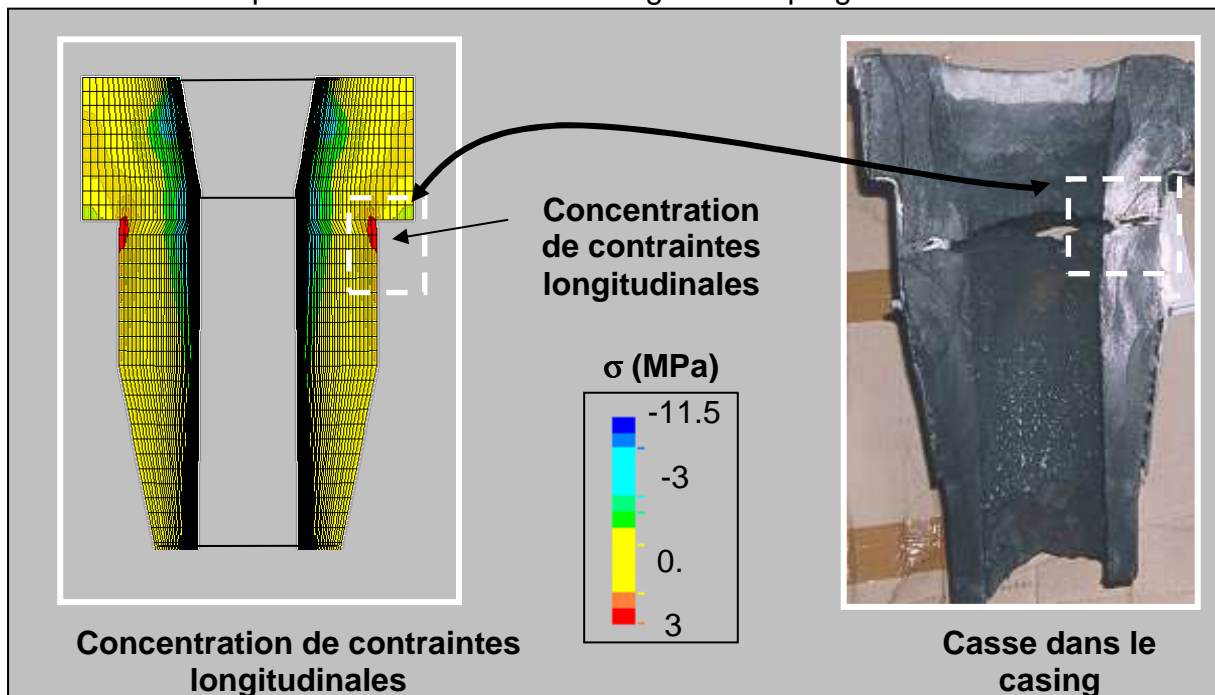 Concentration
de contraintes
longitudinales
σ (MPa)
-11.5
-3
0.
3
Concentration de contraintes
longitudinales
Casse dans le
casing